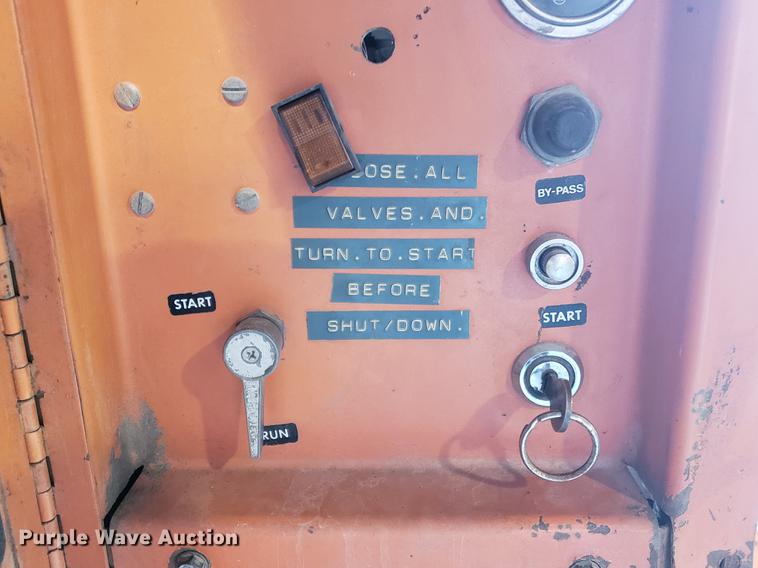 OSE.ALL
VALVES.AND.
TURN.TO.START
BEFORE
SHUT/DOWN.
BY-PASS
START
START
RUN
Purple Wave Auction